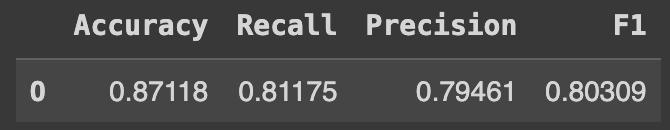 Accuracy Recall Precision F1
0 0.87118 0.81175 0.79461 0.80309